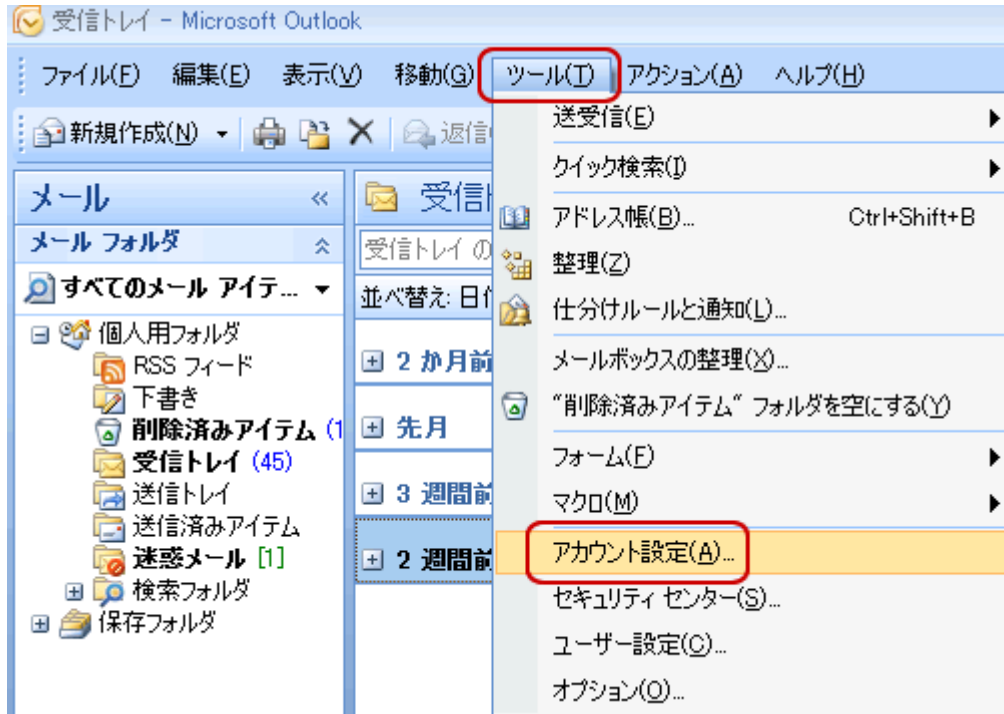 受信トレイ - Microsoft Outlook
ファイル(F) 編集(E) 表示(V) 移動(G) ツール(T) アクション(A) ヘルプ(H)
新規作成(N) 返信
メール
メール フォルダ
すべてのメール アイテ...
個人用フォルダ
RSS フィード
下書き
削除済みアイテム (1
受信トレイ (45)
送信トレイ
送信済みアイテム
迷惑メール [1]
検索フォルダ
保存フォルダ
受信
受信トレイ の
並べ替え: 日
2 か月前
先月
3 週間前
2 週間前
送受信(E)
クイック検索(I)
アドレス帳(B)... Ctrl+Shift+B
整理(Z)
仕分けルールと通知(L)...
メールボックスの整理(X)...
“削除済みアイテム“ フォルダを空にする(Y)
フォーム(F)
マクロ(M)
アカウント設定(A)...
セキュリティ センター(S)...
ユーザー設定(C)...
オプション(O)...